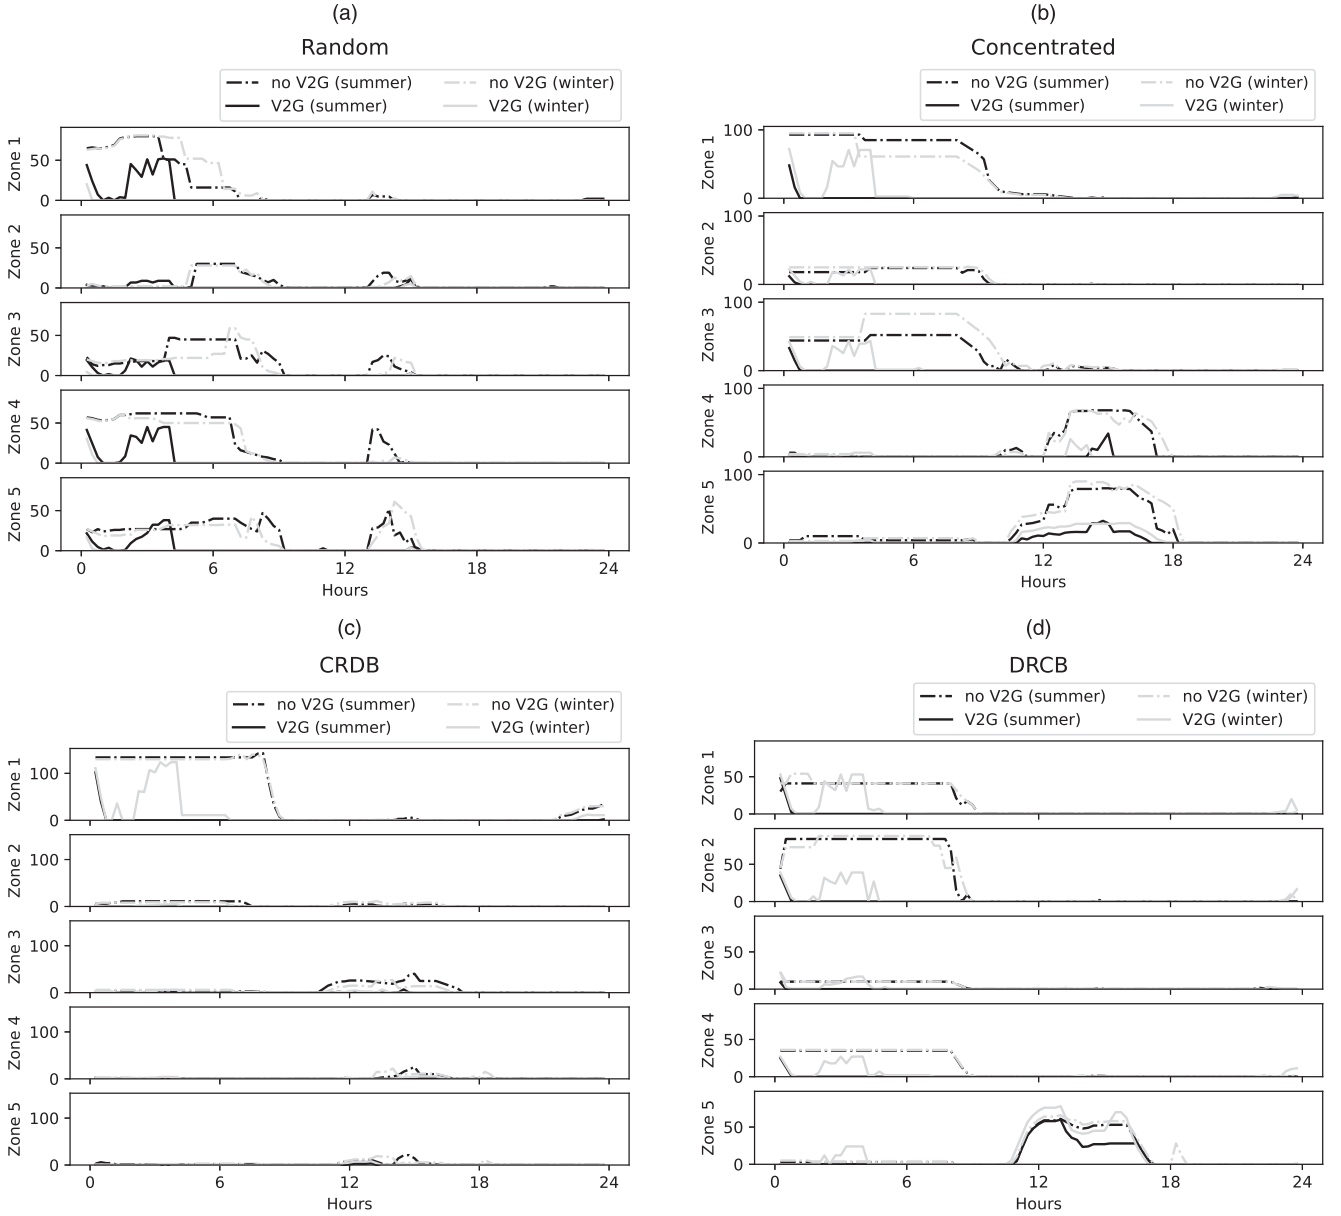 (a)
Random
no V2G (summer) no V2G (winter)
V2G (summer) V2G (winter)
Zone 1 50 0
Zone 2 50 0
Zone 3 50 0
Zone 4 50 0
Zone 5 50 0
0 6 12 18 24
Hours
(b)
Concentrated
no V2G (summer) no V2G (winter)
V2G (summer) V2G (winter)
Zone 1 100 0
Zone 2 100 0
Zone 3 100 0
Zone 4 100 0
Zone 5 100 0
0 6 12 18 24
Hours
(c)
CRDB
no V2G (summer) no V2G (winter)
V2G (summer) V2G (winter)
Zone 1 100 0
Zone 2 100 0
Zone 3 100 0
Zone 4 100 0
Zone 5 100 0
0 6 12 18 24
Hours
(d)
DRCB
no V2G (summer) no V2G (winter)
V2G (summer) V2G (winter)
Zone 1 50 0
Zone 2 50 0
Zone 3 50 0
Zone 4 50 0
Zone 5 50 0
0 6 12 18 24
Hours